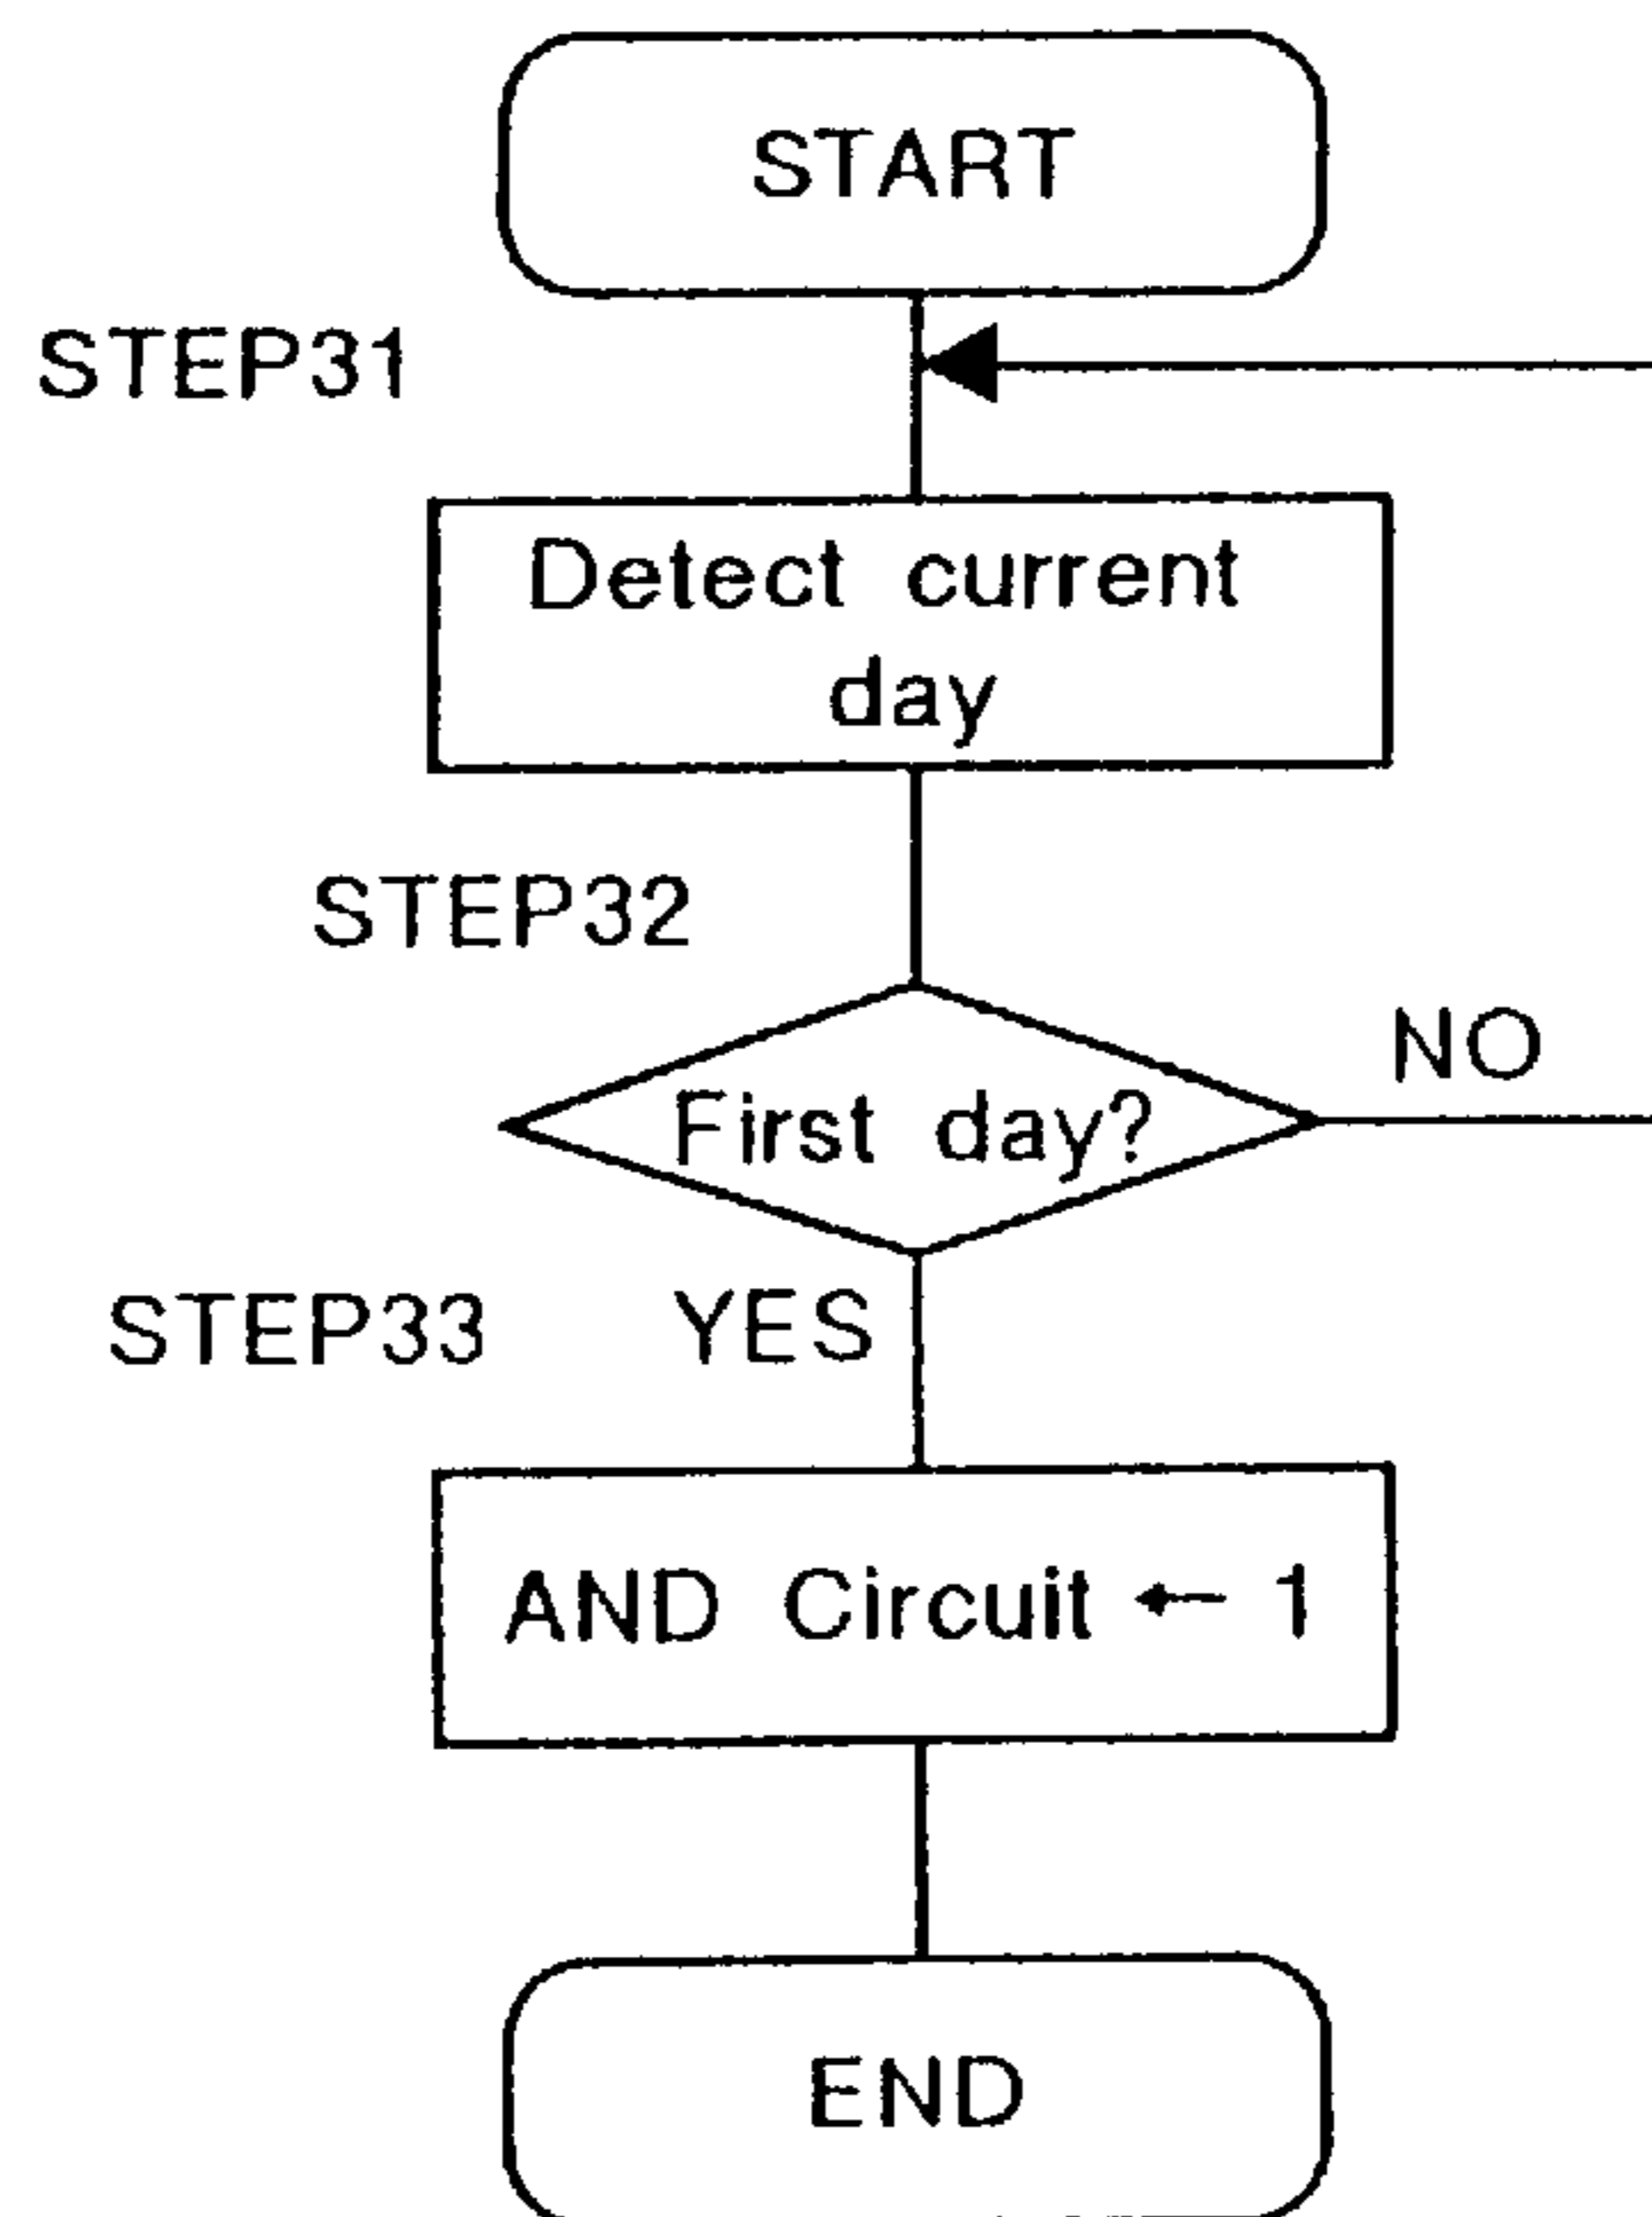 START
STEP31
Detect current
day
STEP32
NO
First day?
STEP33 YES
AND Circuit ← 1
END